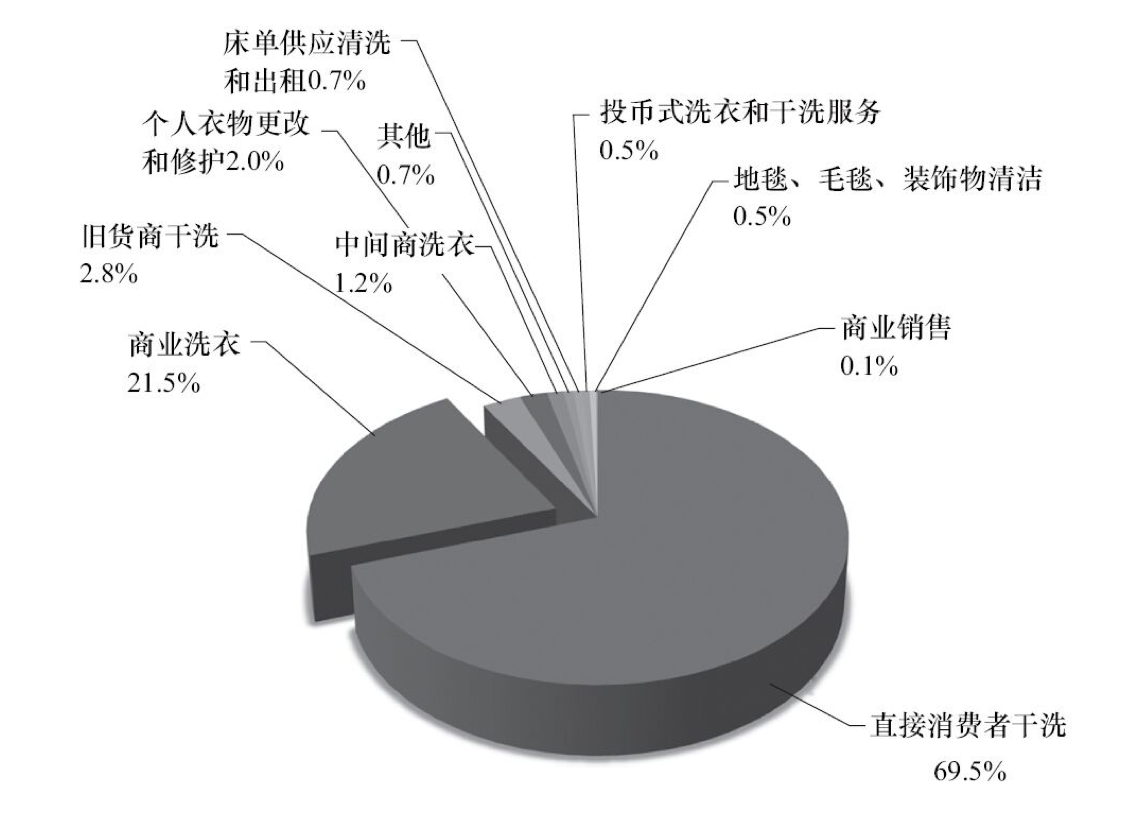 床单供应清洗
和出租0.7%
个人衣物更改
和修护2.0%
其他
0.7%
投币式洗衣和干洗服务
0.5%
地毯、毛毯、装饰物清洁
0.5%
旧货商干洗
2.8%
中间商洗衣
1.2%
商业洗衣
21.5%
商业销售
0.1%
直接消费者干洗
69.5%